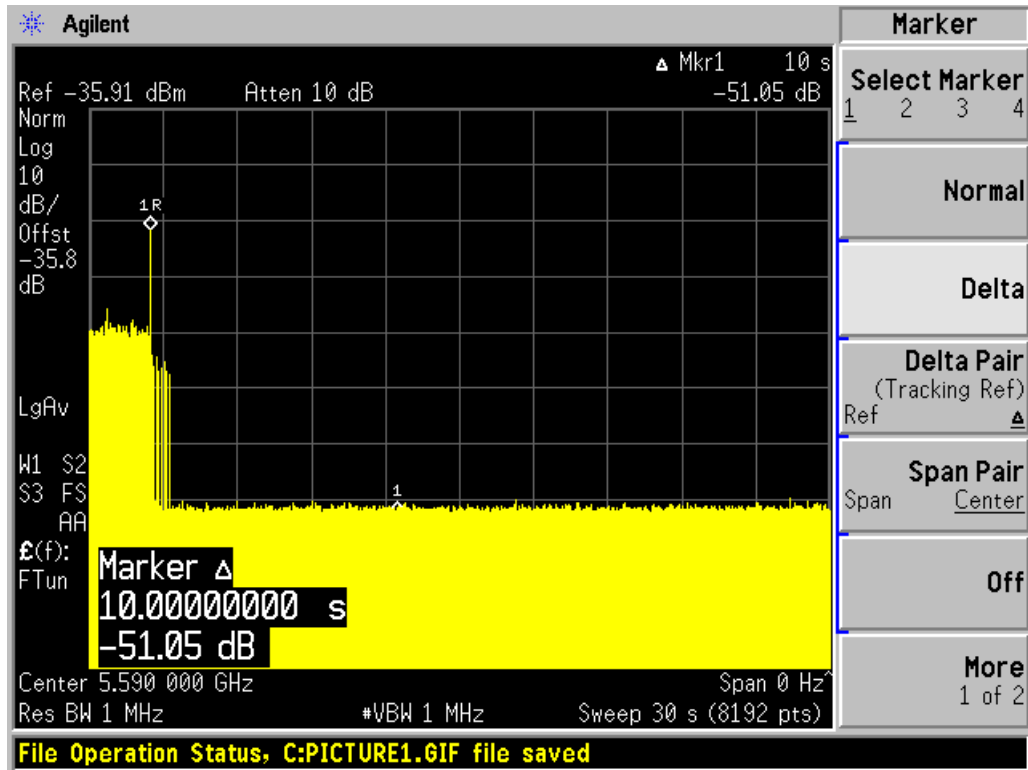 Agilent
Marker
Δ Mkr1 10 s
Ref −35.91 dBm Atten 10 dB −51.05 dB
Norm
Log
10
dB/
Offst
−35.8
dB
1R
LgAv
W1 S2
S3 FS
AA
£(f):
FTun
1
Marker Δ
10.00000000 s
−51.05 dB
Center 5.590 000 GHz Span 0 Hz^
Res BW 1 MHz #VBW 1 MHz Sweep 30 s (8192 pts)
File Operation Status, C:PICTURE1.GIF file saved
Select Marker
1 2 3 4
Normal
Delta
Delta Pair
(Tracking Ref)
Ref Δ
Span Pair
Span Center
Off
More
1 of 2